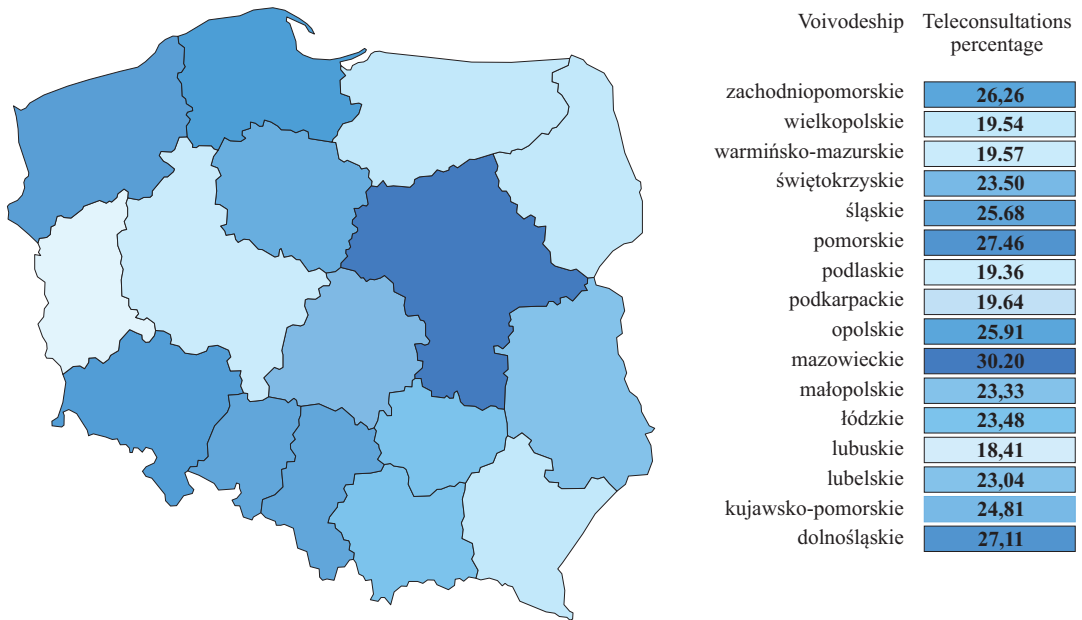 Voivodeship Teleconsultations
percentage
zachodniopomorskie 26,26
wielkopolskie 19.54
warmińsko-mazurskie 19.57
świętokrzyskie 23.50
śląskie 25.68
pomorskie 27.46
podlaskie 19.36
podkarpackie 19.64
opolskie 25.91
mazowieckie 30.20
małopolskie 23,33
łódzkie 23,48
lubuskie 18,41
lubelskie 23,04
kujawsko-pomorskie 24,81
dolnośląskie 27,11